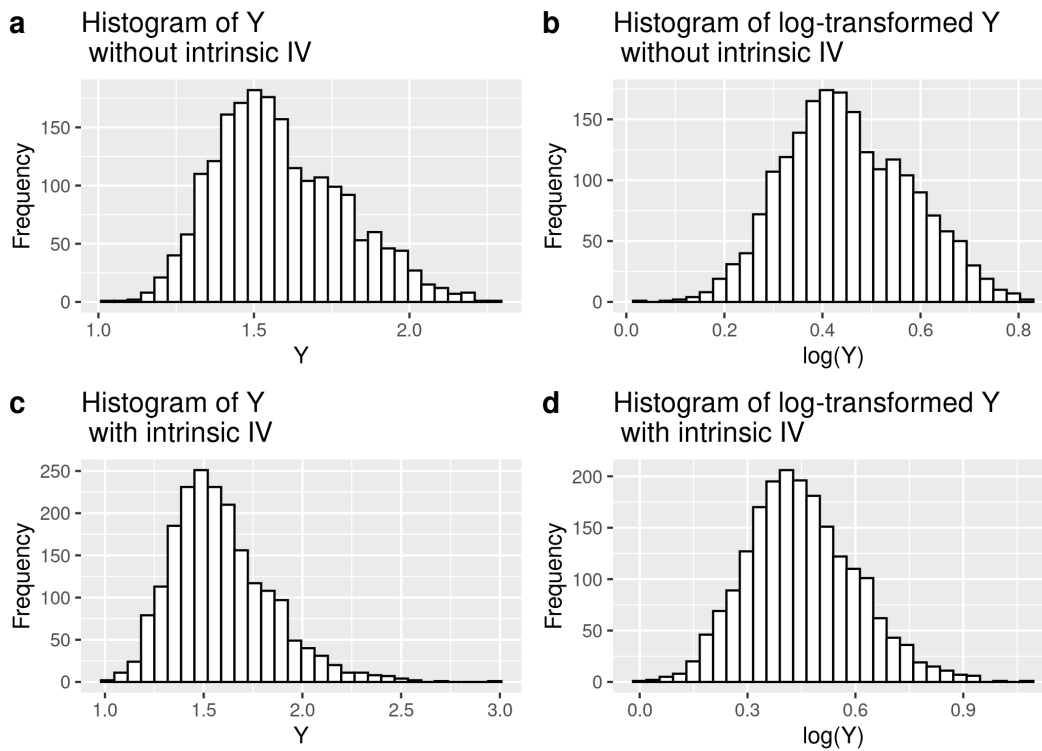 a
Histogram of Y
without intrinsic IV
150
100
50
0
Frequency
1.0 1.5 2.0
Y
b
Histogram of log-transformed Y
without intrinsic IV
150
100
50
0
Frequency
0.0 0.2 0.4 0.6 0.8
log(Y)
c
Histogram of Y
with intrinsic IV
250
200
150
100
50
0
Frequency
1.0 1.5 2.0 2.5 3.0
Y
d
Histogram of log-transformed Y
with intrinsic IV
200
150
100
50
0
Frequency
0.0 0.3 0.6 0.9
log(Y)